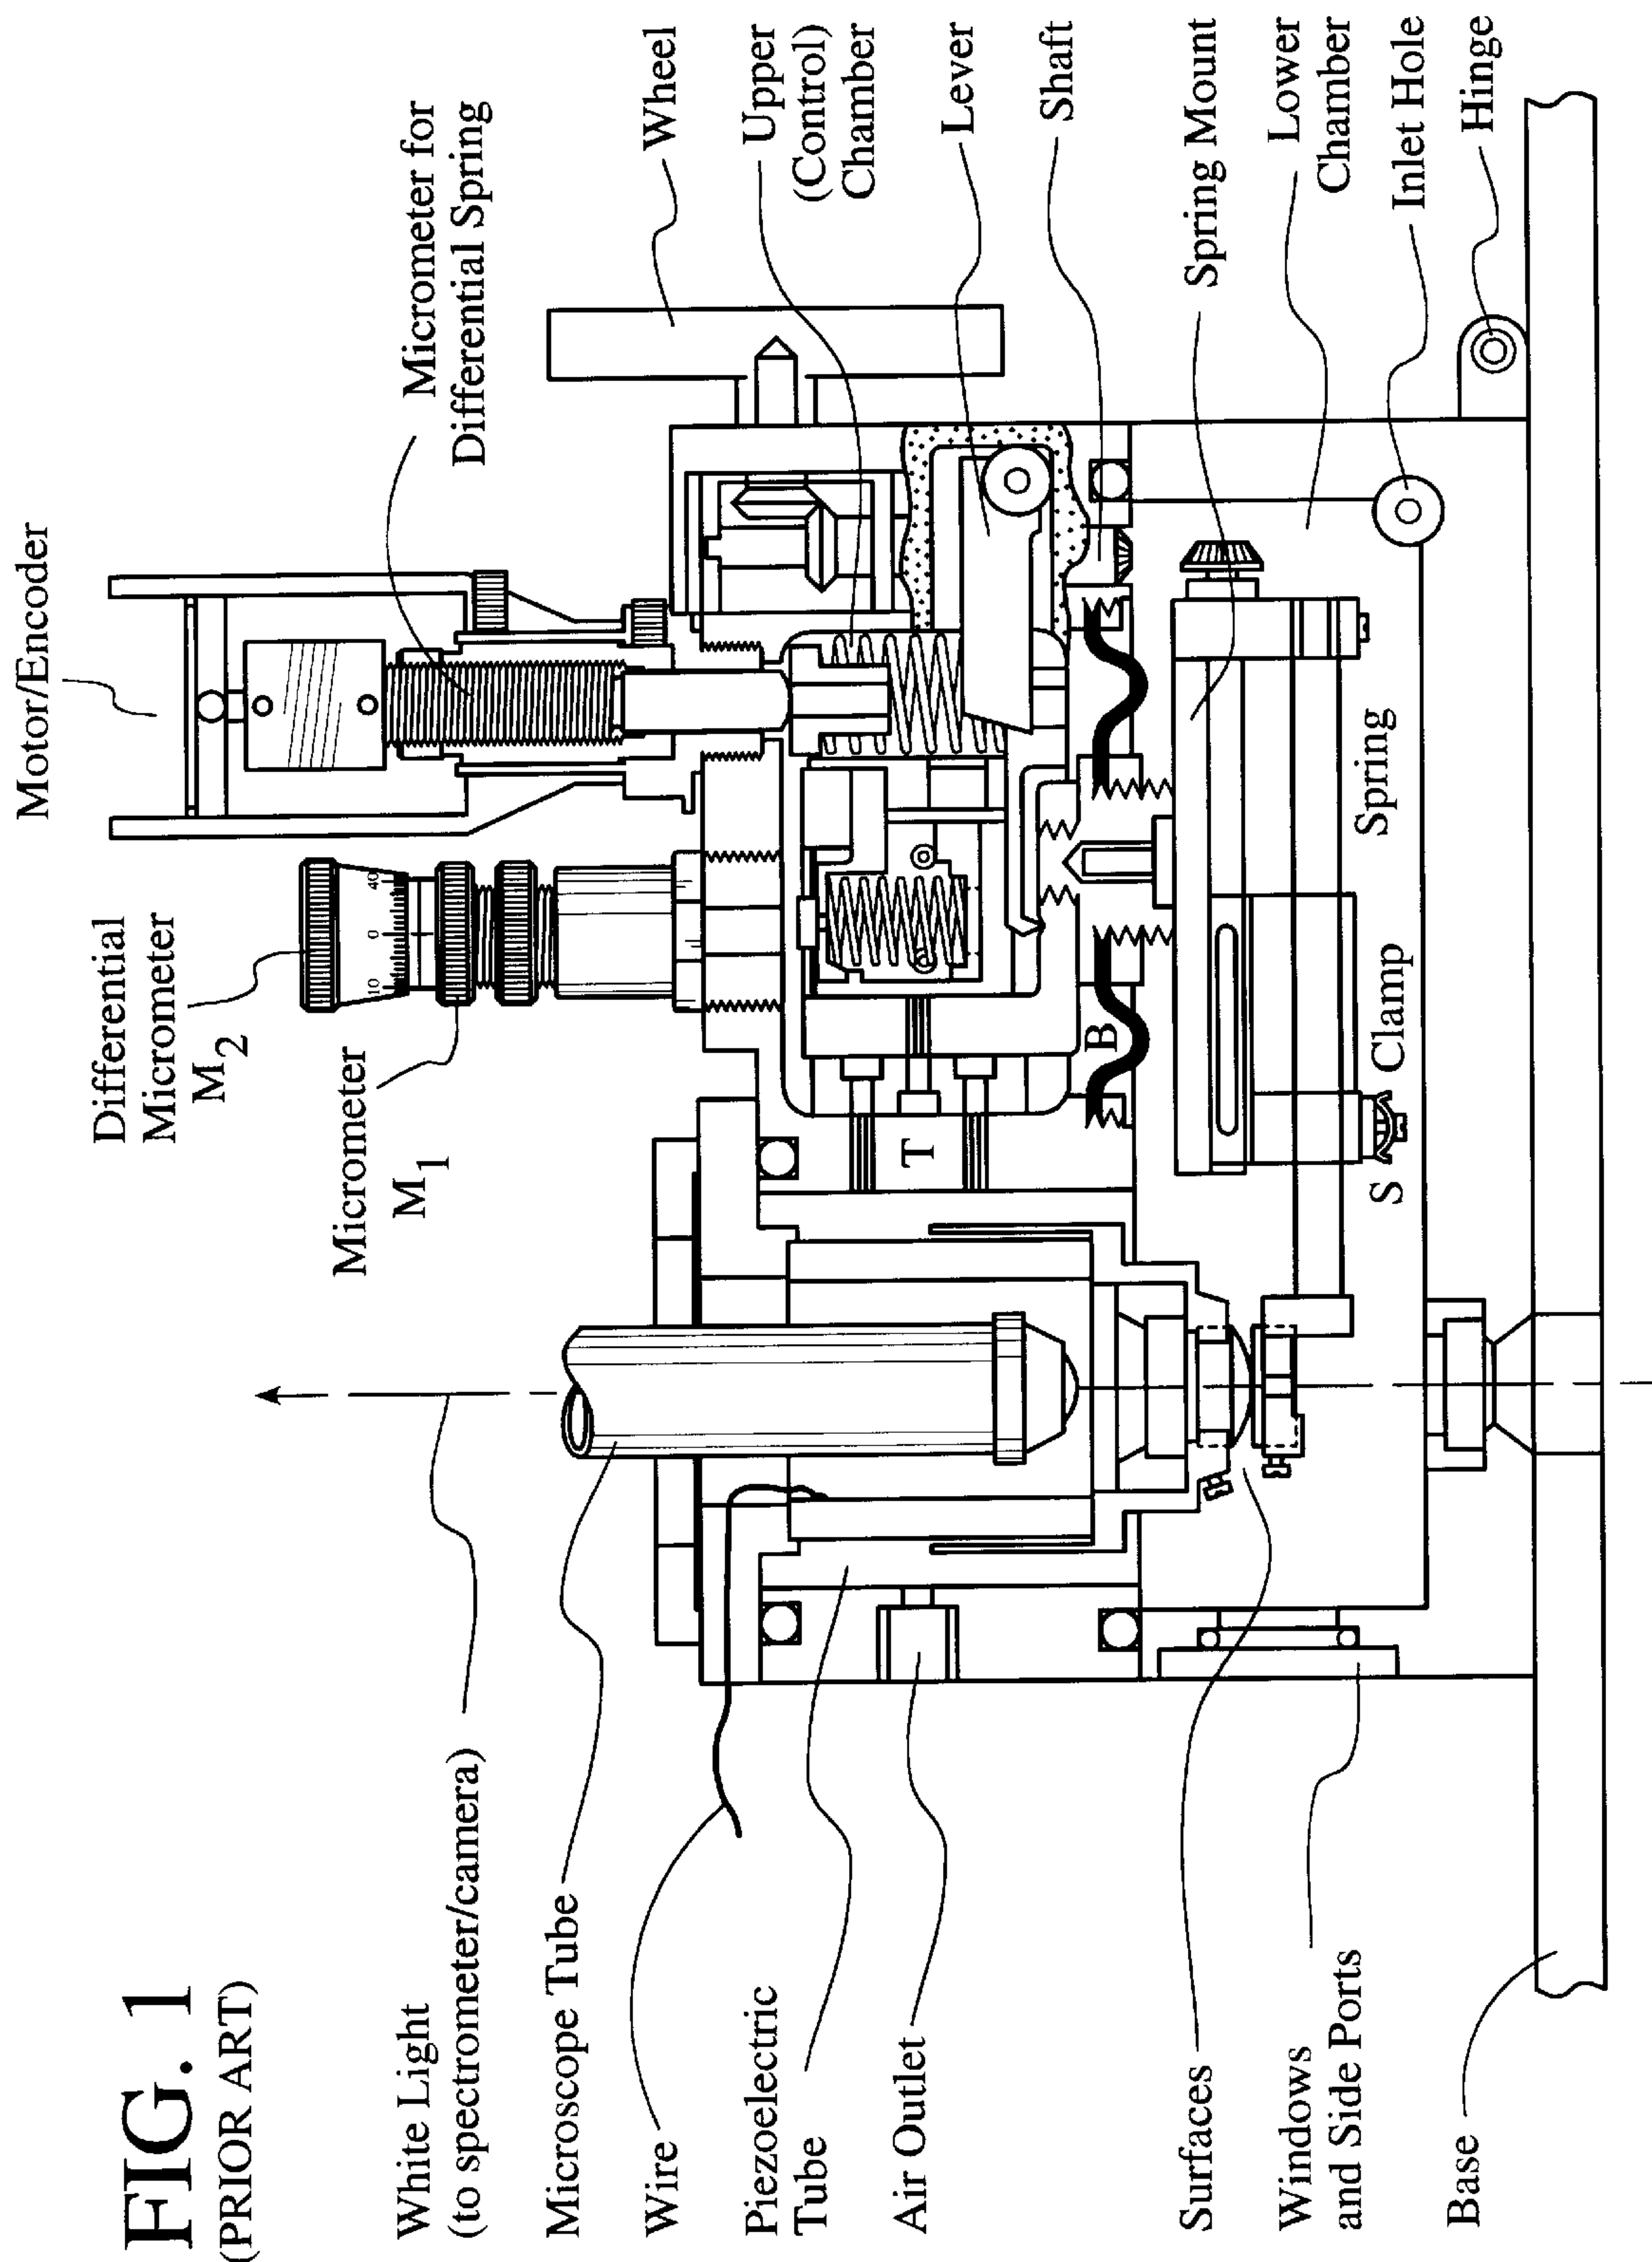 FIG. 1
(PRIOR ART)
White Light
(to spectrometer/camera)
Microscope Tube
Wire
Piezoelectric
Tube
Air Outlet
Surfaces
Windows
and Side Ports
Base
Differential
Micrometer
M2
Micrometer
M1
10
0
40
Motor/Encoder
Micrometer for
Differential Spring
Wheel
Upper
(Control)
Chamber
Lever
Shaft
Spring Mount
Lower
Chamber
Inlet Hole
Hinge
T
B
S
Clamp
Spring